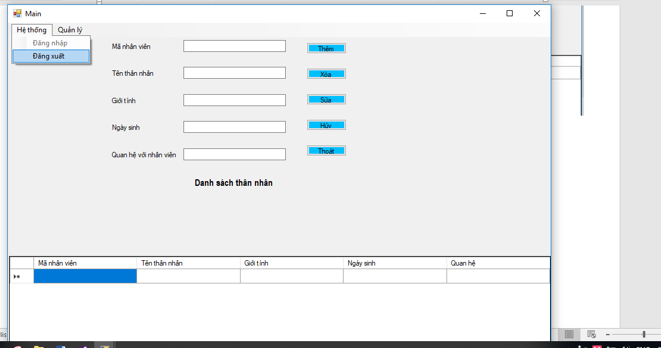 Main
Hệ thống Quản lý
Đăng nhập
Đăng xuất
Mã nhân viên
Thêm
Tên thân nhân
Xóa
Giới tính
Sửa
Ngày sinh
Hủy
Quan hệ với nhân viên
Thoát
Danh sách thân nhân
Mã nhân viên Tên thân nhân Giới tính Ngày sinh Quan hệ